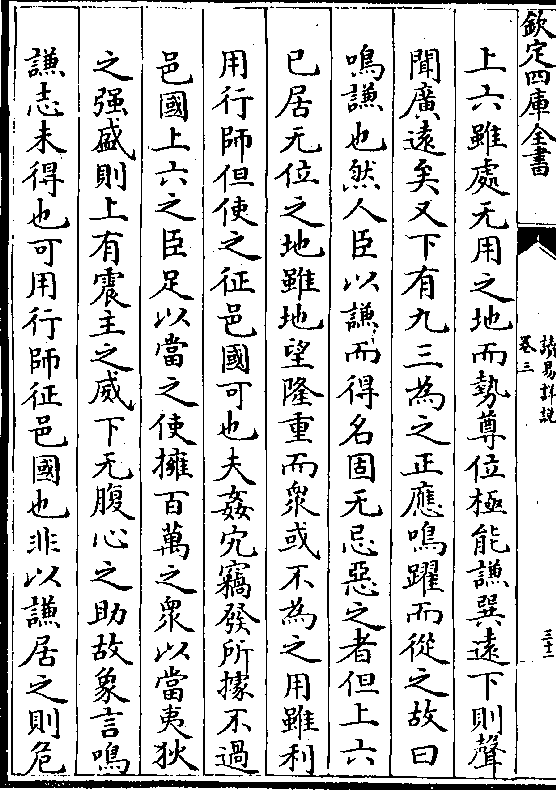 欽定四庫全書
讀易詳說
卷三
三十二
上六雖處无用之地而勢尊位極能謙巽遠下則聲
聞廣遠矣又下有九三為之正應鳴躍而從之故曰
鳴謙也然人臣以謙而得名固无忌惡之者但上六
已居无位之地雖地望隆重而衆或不為之用雖利
用行師但使之征邑國可也夫姦宄竊發所據不過
邑國上六之臣足以當之使擁百萬之衆以當夷狄
之强盛則上有震主之威下无腹心之助故象言鳴
謙志未得也可用行師征邑國也非以謙居之則危